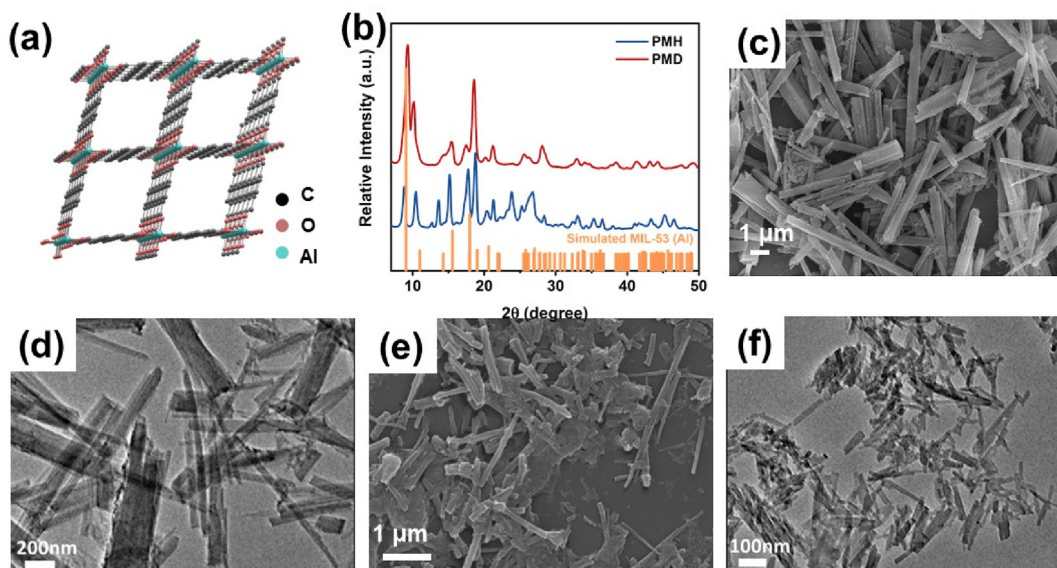 (a)
C
O
Al
(b)
Relative Intensity (a.u.)
PMH
PMD
Simulated MIL-53 (Al)
10 20 30 40 50
2θ (degree)
(c)
1 μm
(d)
200nm
(e)
1 μm
(f)
100nm